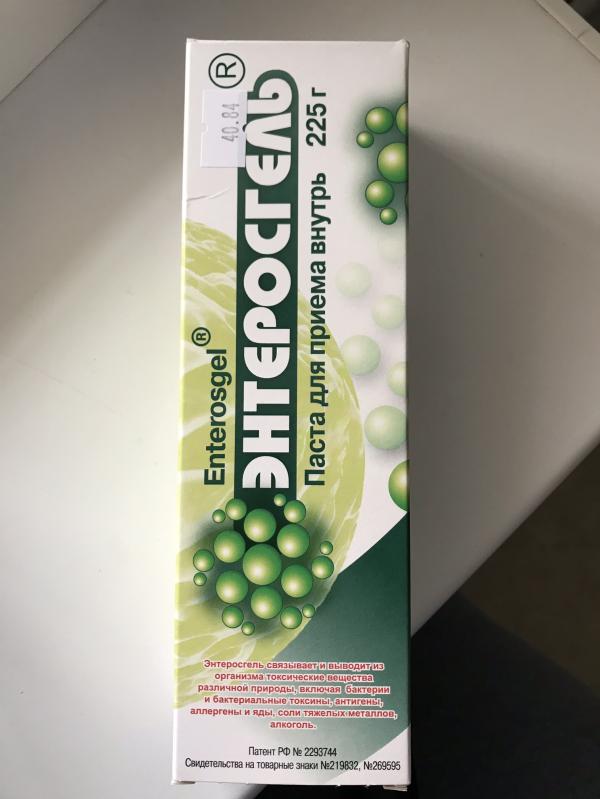 40.84
Enterosgel®
ЭНТЕРОСГЕЛЬ®
Паста для приема внутрь 225 г
Энтеросгель связывает и выводит из
организма токсические вещества
различной природы, включая бактерии
и бактериальные токсины, антигены,
аллергены и яды, соли тяжелых металлов,
алкоголь.
Патент РФ № 2293744
Свидетельства на товарные знаки №219832, №269595